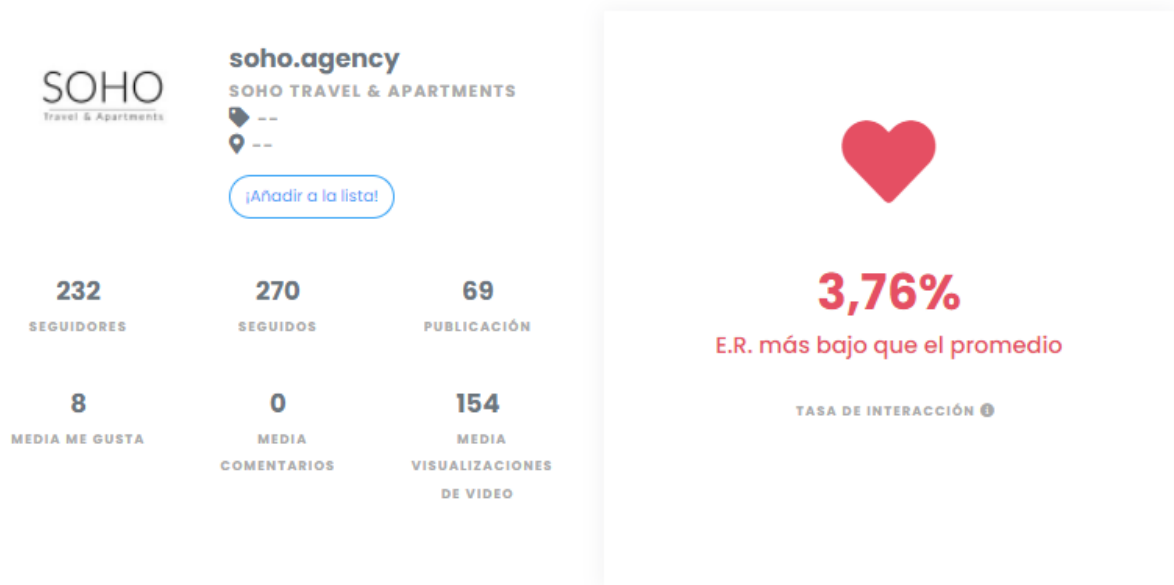 SOHO
Travel & Apartments
soho.agency
SOHO TRAVEL & APARTMENTS
--
--
¡Añadir a la lista!
232
SEGUIDORES
270
SEGUIDOS
69
PUBLICACIÓN
8
MEDIA ME GUSTA
0
MEDIA
COMENTARIOS
154
MEDIA
VISUALIZACIONES
DE VIDEO
3,76%
E.R. más bajo que el promedio
TASA DE INTERACCIÓN